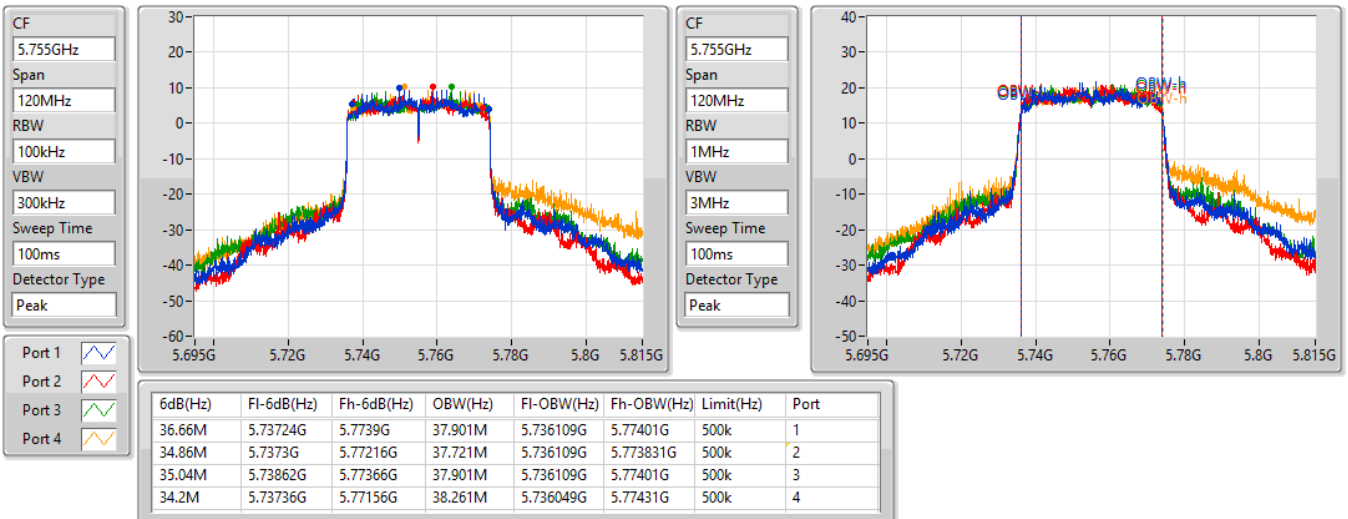 CF
5.755GHz
Span
120MHz
RBW
100kHz
VBW
300kHz
Sweep Time
100ms
Detector Type
Peak
30
20
10
0
-10
-20
-30
-40
-50
-60
5.695G 5.72G 5.74G 5.76G 5.78G 5.8G 5.815G
CF
5.755GHz
Span
120MHz
RBW
1MHz
VBW
3MHz
Sweep Time
100ms
Detector Type
Peak
40
30
20
10
0
-10
-20
-30
-40
-50
OBW-h
OBW-h
5.695G 5.72G 5.74G 5.76G 5.78G 5.8G 5.815G
Port 1
Port 2
Port 3
Port 4
6dB(Hz) Fl-6dB(Hz) Fh-6dB(Hz) OBW(Hz) Fl-OBW(Hz) Fh-OBW(Hz) Limit(Hz) Port
36.66M 5.73724G 5.7739G 37.901M 5.736109G 5.77401G 500k 1
34.86M 5.7373G 5.77216G 37.721M 5.736109G 5.773831G 500k 2
35.04M 5.73862G 5.77366G 37.901M 5.736109G 5.77401G 500k 3
34.2M 5.73736G 5.77156G 38.261M 5.736049G 5.77431G 500k 4